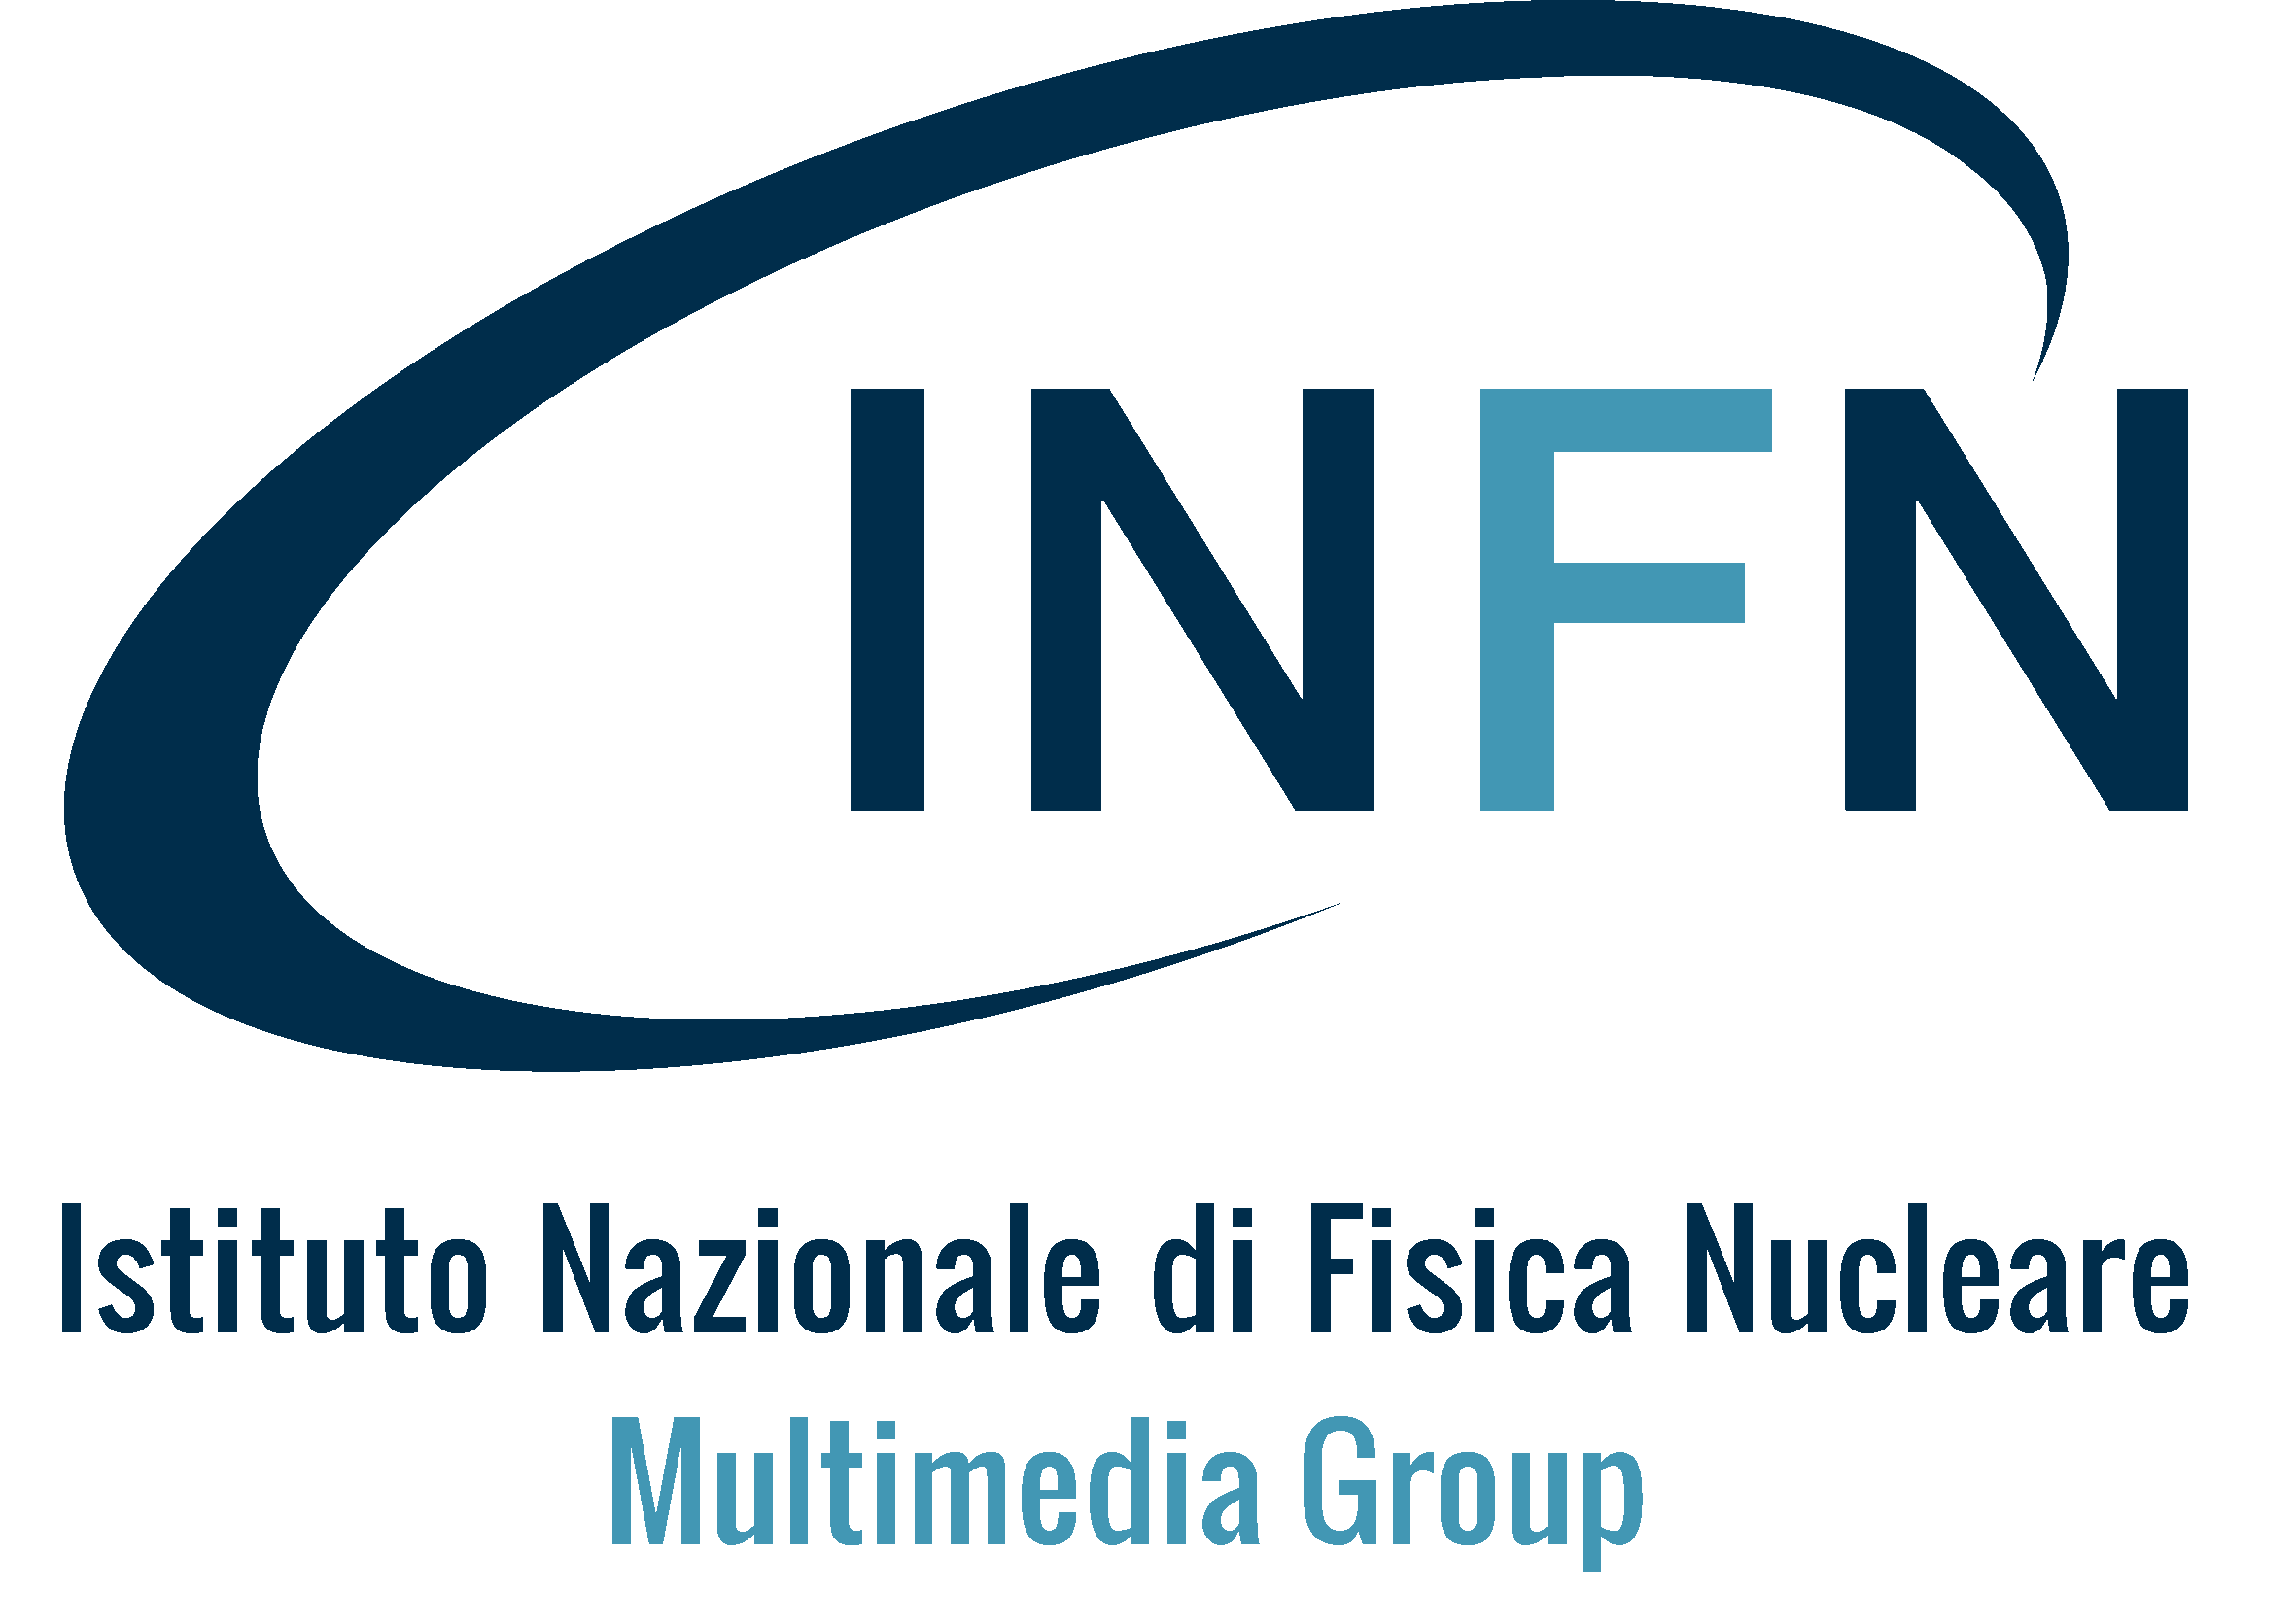 INFN
Istituto Nazionale di Fisica Nucleare
Multimedia Group